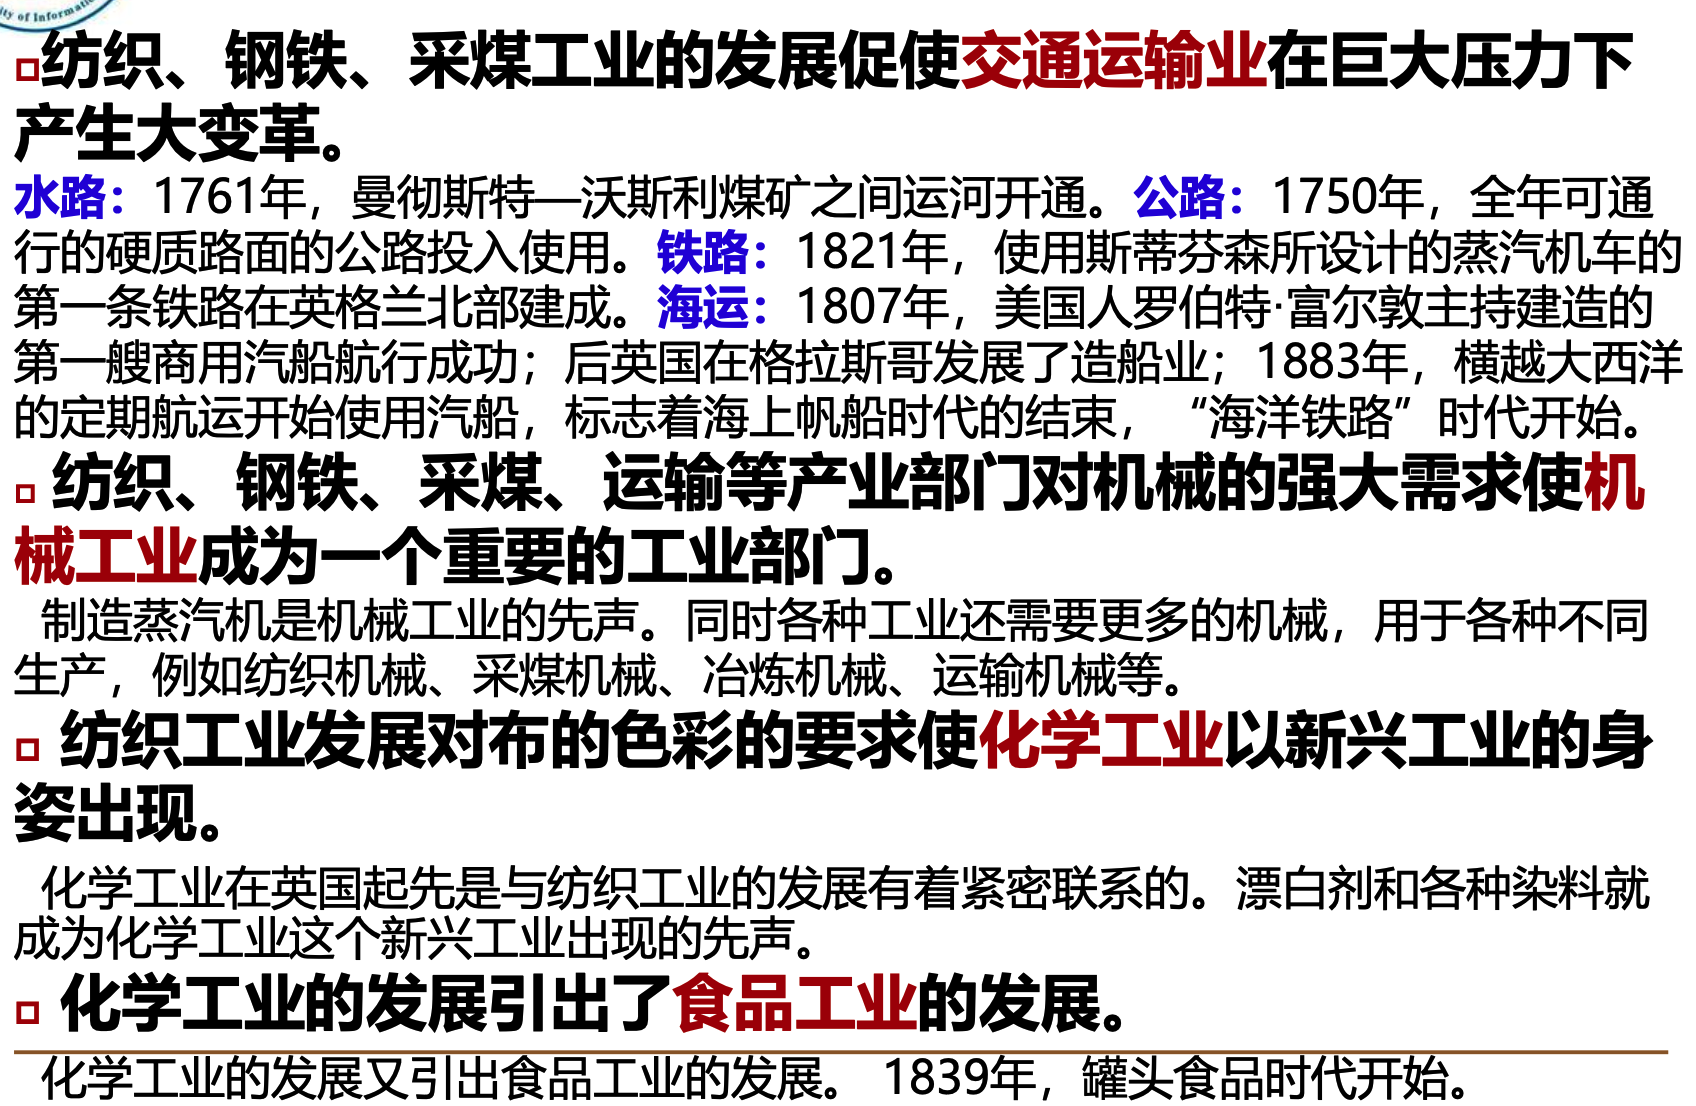 ity of Informati
纺织、钢铁、采煤工业的发展促使交通运输业在巨大压力下
产生大变革。
水路：1761年，曼彻斯特—沃斯利煤矿之间运河开通。公路：1750年，全年可通
行的硬质路面的公路投入使用。铁路：1821年，使用斯蒂芬森所设计的蒸汽机车的
第一条铁路在英格兰北部建成。海运：1807年，美国人罗伯特·富尔敦主持建造的
第一艘商用汽船航行成功；后英国在格拉斯哥发展了造船业；1883年，横越大西洋
的定期航运开始使用汽船，标志着海上帆船时代的结束，“海洋铁路”时代开始。
纺织、钢铁、采煤、运输等产业部门对机械的强大需求使机
械工业成为一个重要的工业部门。
制造蒸汽机是机械工业的先声。同时各种工业还需要更多的机械，用于各种不同
生产，例如纺织机械、采煤机械、冶炼机械、运输机械等。
纺织工业发展对布的色彩的要求使化学工业以新兴工业的身
姿出现。
化学工业在英国起先是与纺织工业的发展有着紧密联系的。漂白剂和各种染料就
成为化学工业这个新兴工业出现的先声。
化学工业的发展引出了食品工业的发展。
化学工业的发展又引出食品工业的发展。 1839年，罐头食品时代开始。